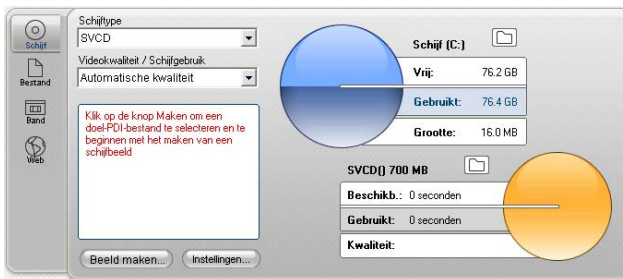 Schijf
Bestand
Band
Web
Schijftype
SVCD
Videokwaliteit / Schijfgebruik
Automatische kwaliteit
Klik op de knop Maken om een
doel-PDI-bestand te selecteren en te
beginnen met het maken van een
schijfbeeld
Beeld maken...
Instellingen...
Schijf (C:)
Vrij: 76.2 GB
Gebruikt: 76.4 GB
Grootte: 16.0 MB
SVCD() 700 MB
Beschikb.: 0 seconden
Gebruikt: 0 seconden
Kwaliteit: